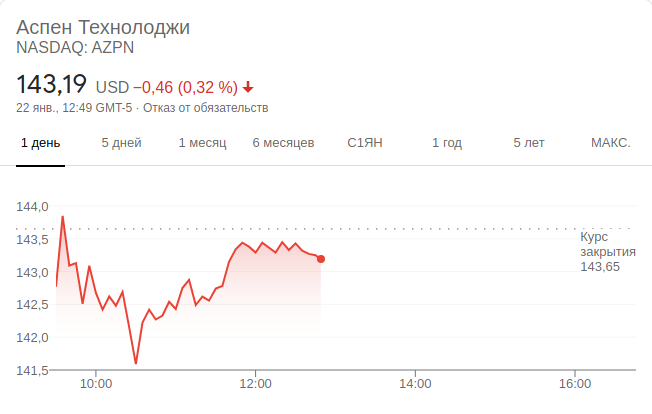 Аспен Технолоджи
NASDAQ: AZPN
143,19 USD −0,46 (0,32 %)
22 янв., 12:49 GMT-5 · Отказ от обязательств
1 день 5 дней 1 месяц 6 месяцев С1ЯН 1 год 5 лет МАКС.
144,0
143,5
143,0
142,5
142,0
141,5
Курс
закрытия
143,65
10:00 12:00 14:00 16:00